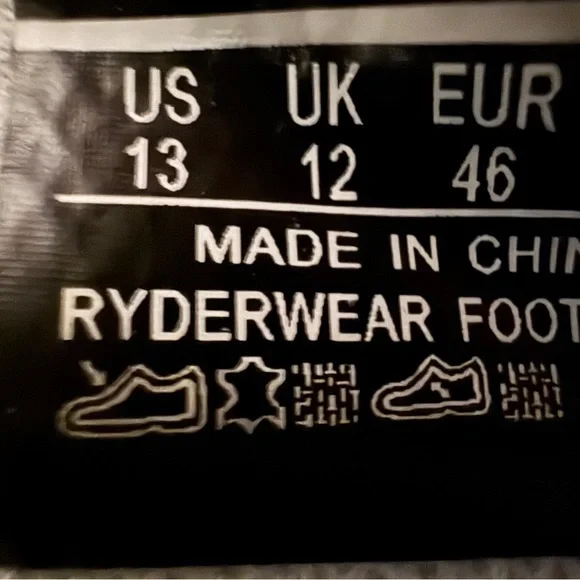 US UK EUR
13 12 46
MADE IN CHIN
RYDERWEAR FOOT